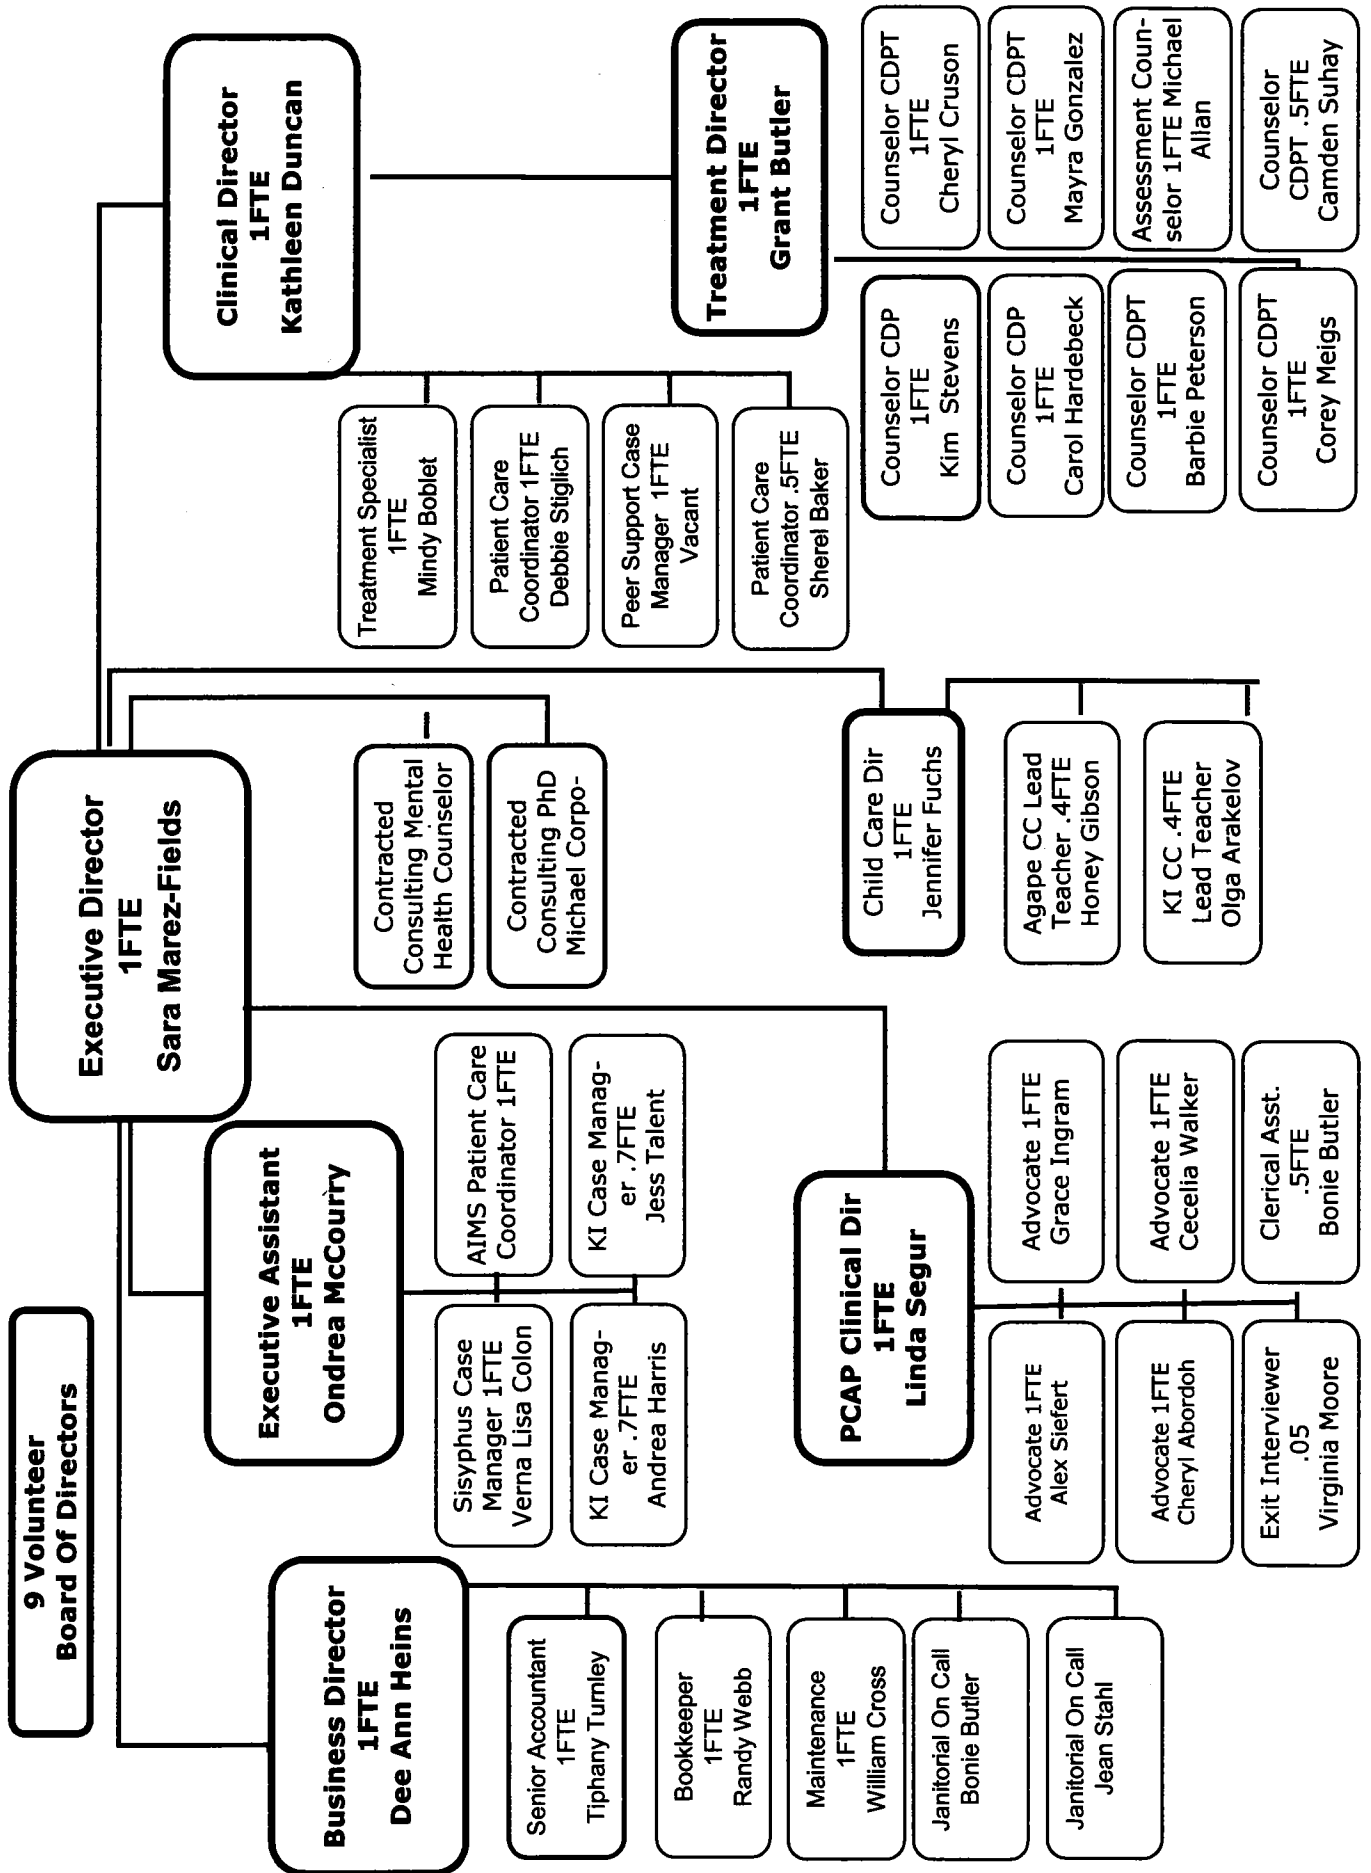 9 Volunteer
Board Of Directors
Executive Director
1FTE
Sara Marez-Fields
Business Director
1FTE
Dee Ann Heins
Senior Accountant
1FTE
Tiphany Turnley
Bookkeeper
1FTE
Randy Webb
Maintenance
1FTE
William Cross
Janitorial On Call
Bonie Butler
Janitorial On Call
Jean Stahl
Executive Assistant
1FTE
Ondrea McCourry
Sisyphus Case
Manager 1FTE
Verna Lisa Colon
AIMS Patient Care
Coordinator 1FTE
KI Case Manag-
er .7FTE
Andrea Harris
KI Case Manag-
er .7FTE
Jess Talent
PCAP Clinical Dir
1FTE
Linda Segur
Advocate 1FTE
Alex Siefert
Advocate 1FTE
Grace Ingram
Advocate 1FTE
Cheryl Abordoh
Advocate 1FTE
Cecelia Walker
Exit Interviewer
.05
Virginia Moore
Clerical Asst.
.5FTE
Bonie Butler
Contracted
Consulting Mental
Health Counselor
Contracted
Consulting PhD
Michael Corpo-
Child Care Dir
1FTE
Jennifer Fuchs
Agape CC Lead
Teacher .4FTE
Honey Gibson
KI CC .4FTE
Lead Teacher
Olga Arakelov
Clinical Director
1FTE
Kathleen Duncan
Treatment Specialist
1FTE
Mindy Boblet
Patient Care
Coordinator 1FTE
Debbie Stiglich
Peer Support Case
Manager 1FTE
Vacant
Patient Care
Coordinator .5FTE
Sherel Baker
Treatment Director
1FTE
Grant Butler
Counselor CDP
1FTE
Kim Stevens
Counselor CDPT
1FTE
Cheryl Cruson
Counselor CDP
1FTE
Carol Hardebeck
Counselor CDPT
1FTE
Mayra Gonzalez
Counselor CDPT
1FTE
Barbie Peterson
Assessment Coun-
selor 1FTE Michael
Allan
Counselor CDPT
1FTE
Corey Meigs
Counselor
CDPT .5FTE
Camden Suhay